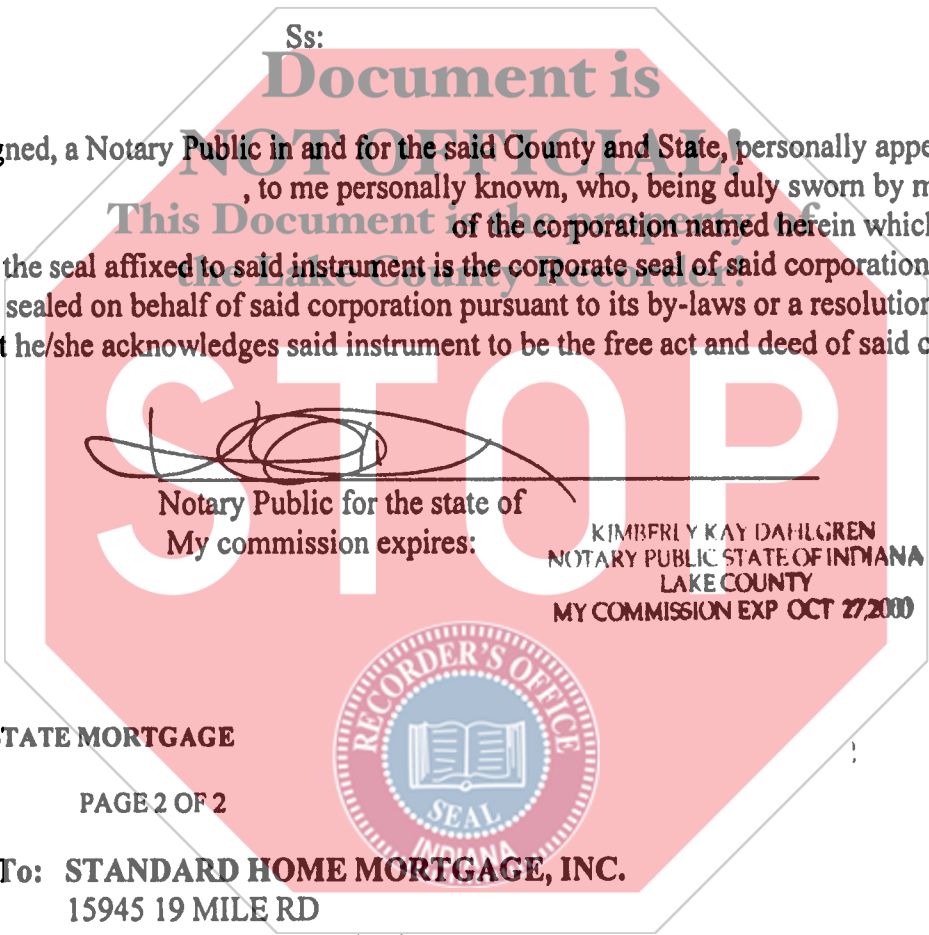 Ss:
Document is
NOT OFFICIAL!
gned, a Notary Public in and for the said County and State, personally appe
, to me personally known, who, being duly sworn by m
This Document is the property of
of the corporation named herein which
the seal affixed to said instrument is the corporate seal of said corporation
the Lake County Recorder!
sealed on behalf of said corporation pursuant to its by-laws or a resolution
t he/she acknowledges said instrument to be the free act and deed of said c
STOP
Notary Public for the state of
My commission expires:
KIMBERLY KAY DAHLGREN
NOTARY PUBLIC STATE OF INDIANA
LAKE COUNTY
MY COMMISSION EXP OCT 27,2000
RECORDER'S OFFICE
SEAL
INDIANA
TATE MORTGAGE
PAGE 2 OF 2
To: STANDARD HOME MORTGAGE, INC.
15945 19 MILE RD